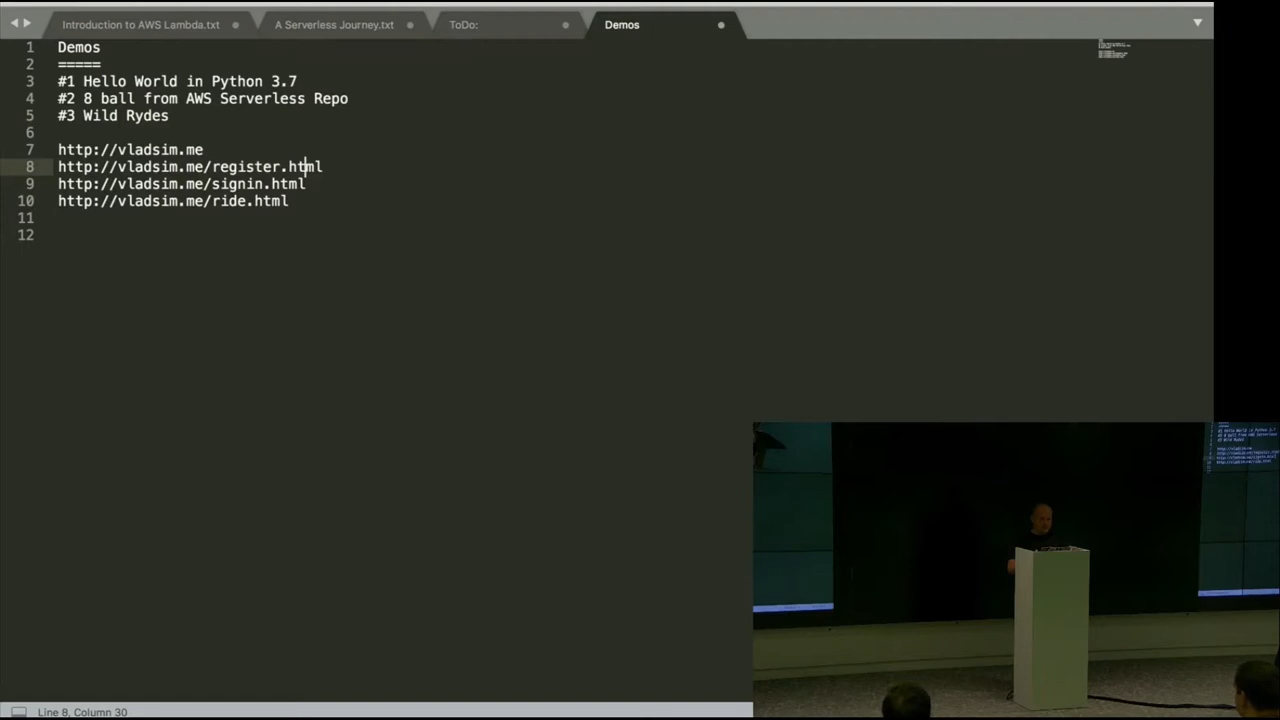 Introduction to AWS Lambda.txt
A Serverless Journey.txt
ToDo:
Demos
1 Demos
2 =====
3 #1 Hello World in Python 3.7
4 #2 8 ball from AWS Serverless Repo
5 #3 Wild Rydes
6
7 http://vladsim.me
8 http://vladsim.me/register.html
9 http://vladsim.me/signin.html
10 http://vladsim.me/ride.html
11
12
Line 8, Column 30